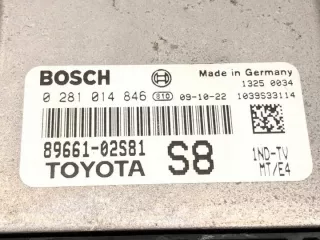 BOSCH Made in Germany
1325 0034
0 281 014 846 S10 09-10-22 1039S33114
89661-02S81 S8 1ND-TV
TOYOTA MT/E4